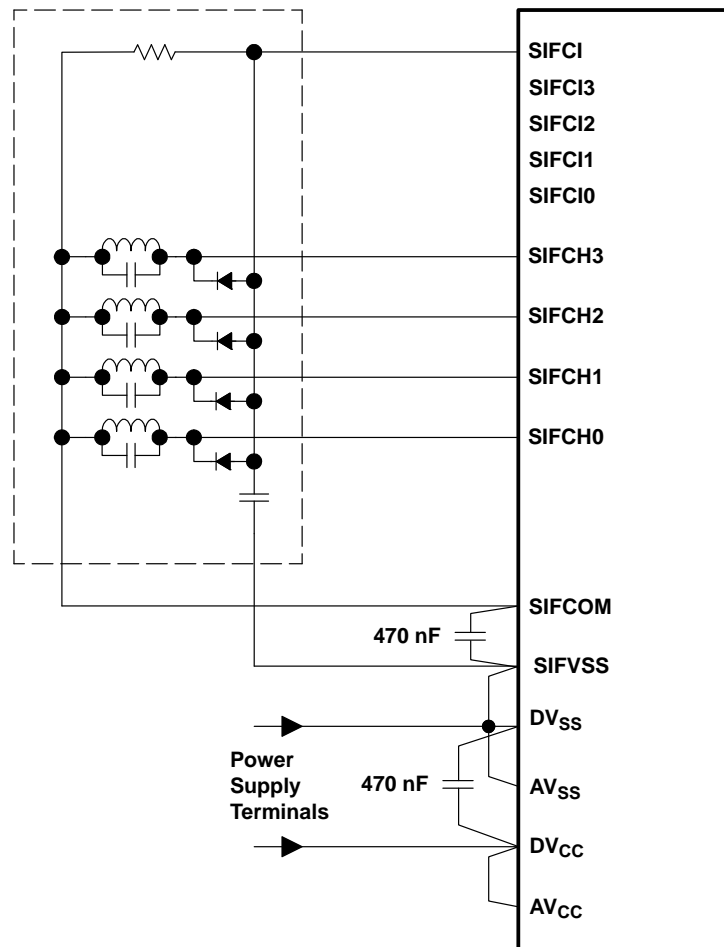 SIFCI
SIFCI3
SIFCI2
SIFCI1
SIFCI0
SIFCH3
SIFCH2
SIFCH1
SIFCH0
SIFCOM
470 nF
SIFVSS
DVSS
Power
Supply
Terminals
470 nF
AVSS
DVCC
AVCC